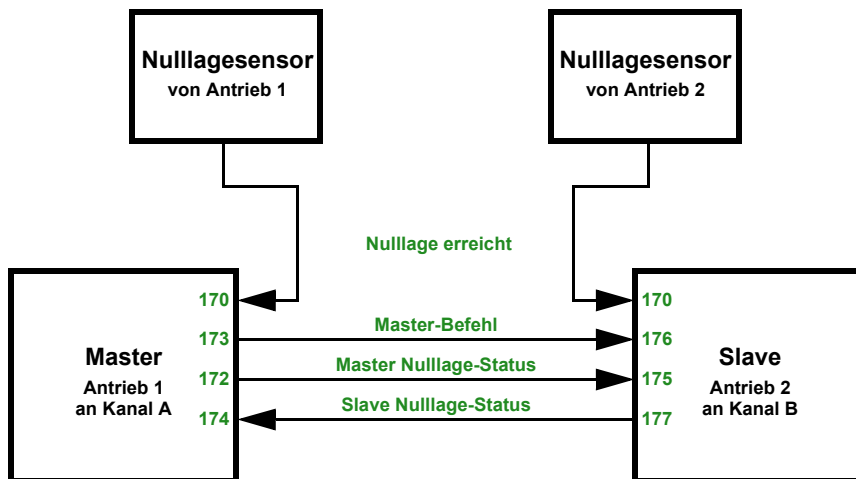 Nulllagesensor
von Antrieb 1
Nulllagesensor
von Antrieb 2
Nulllage erreicht
170
173
172
174
Master
Antrieb 1
an Kanal A
Master-Befehl
Master Nulllage-Status
Slave Nulllage-Status
170
176
175
177
Slave
Antrieb 2
an Kanal B